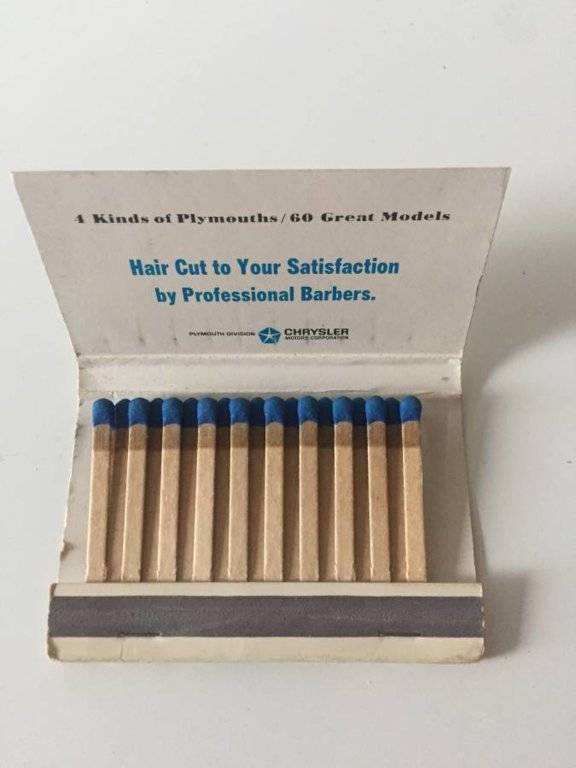 4 Kinds of Plymouths/60 Great Models
Hair Cut to Your Satisfaction
by Professional Barbers.
PLYMOUTH DIVISION CHRYSLER
MOTORS CORPORATION